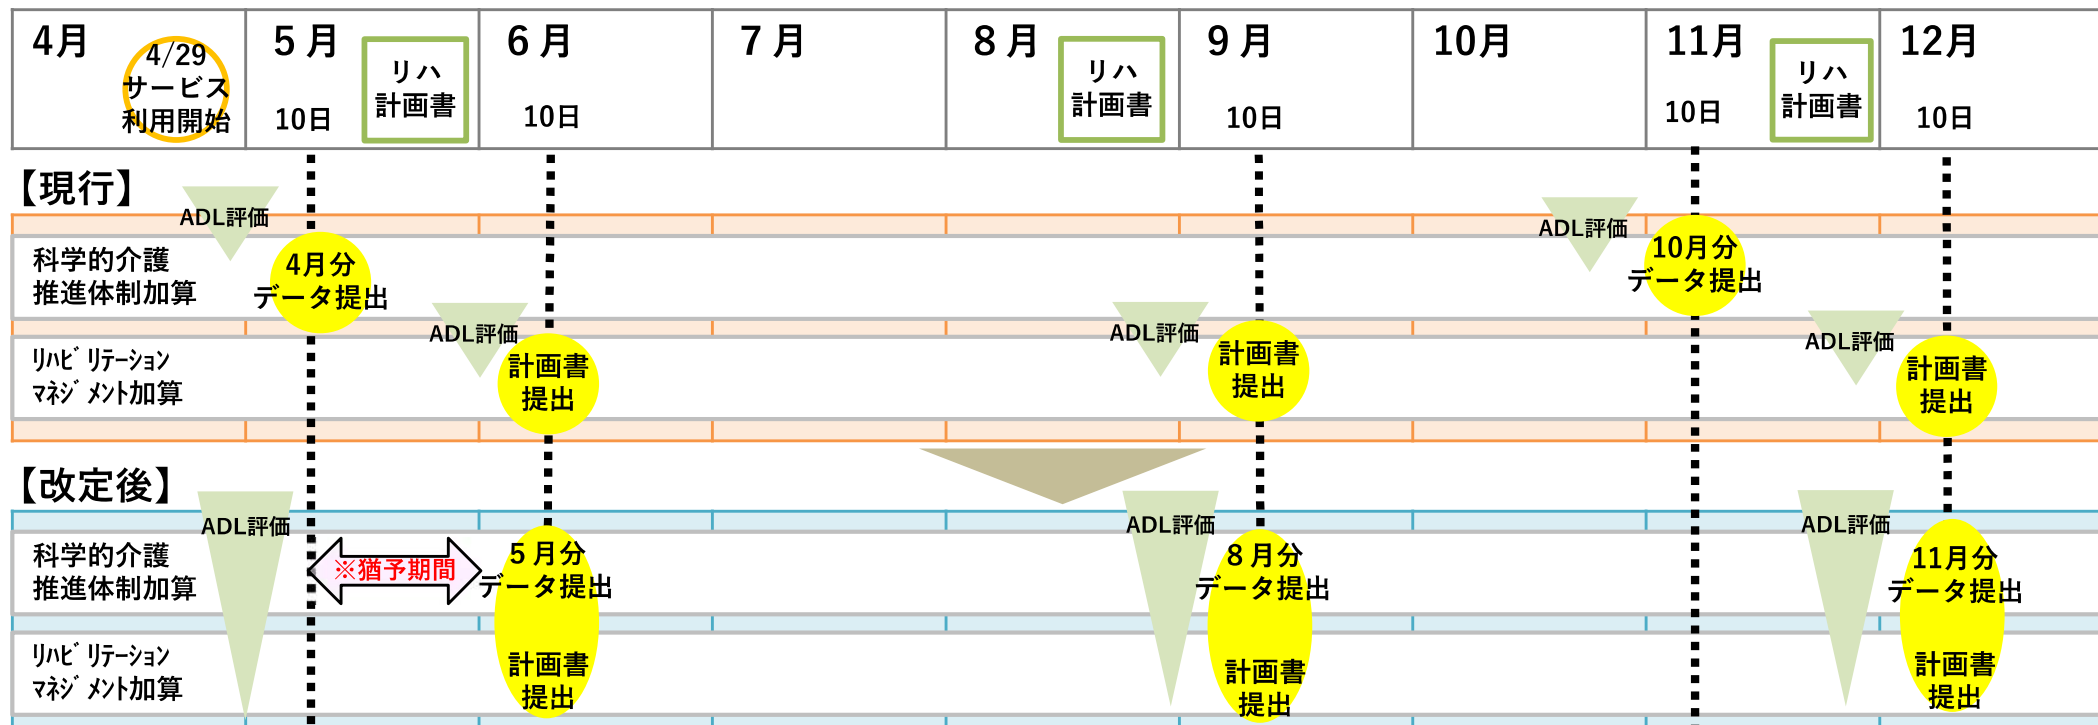 4月
4/29
サービス
利用開始
5月
10日
リハ
計画書
6月
10日
7月
8月
リハ
計画書
9月
10日
10月
11月
10日
リハ
計画書
12月
10日
【現行】
ADL評価
ADL評価
科学的介護
推進体制加算
4月分
データ提出
10月分
データ提出
ADL評価
ADL評価
ADL評価
ﾘﾊﾋﾞﾘﾃｰｼｮﾝ
ﾏﾈｼﾞﾒﾝﾄ加算
計画書
提出
計画書
提出
計画書
提出
【改定後】
ADL評価
ADL評価
ADL評価
科学的介護
推進体制加算
※猶予期間
5月分
データ提出
8月分
データ提出
11月分
データ提出
ﾘﾊﾋﾞﾘﾃｰｼｮﾝ
ﾏﾈｼﾞﾒﾝﾄ加算
計画書
提出
計画書
提出
計画書
提出